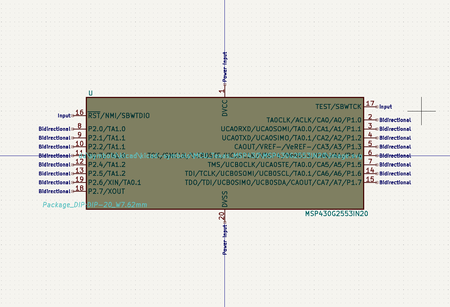 Power Input
1
U
DVCC
TEST/SBWTCK 17 Input
Input 16 RST/NMI/SBWTDIO
TA0CLK/ACLK/CA0/A0/P1.0 2 Bidirectional
Bidirectional 8 P2.0/TA1.0
UCA0RXD/UCA0SOMI/TA0.0/CA1/A1/P1.1 3 Bidirectional
Bidirectional 9 P2.1/TA1.1
UCA0TXD/UCA0SIMO/TA0.1/CA2/A2/P1.2 4 Bidirectional
Bidirectional 10 P2.2/TA1.1
CAOUT/VREF-/VeREF-/CA3/A3/P1.3 5 Bidirectional
Bidirectional 11
6 Bidirectional
Bidirectional 12 P2.4/TA1.2
TMS/UCB0CLK/UCA0STE/TA0.0/CA5/A5/P1.5 7 Bidirectional
Bidirectional 13 P2.5/TA1.2
TDI/TCLK/UCB0SOMI/UCB0SCL/TA0.1/CA6/A6/P1.6 14 Bidirectional
Bidirectional 19 P2.6/XIN/TA0.1
TDO/TDI/UCB0SIMO/UCB0SDA/CAOUT/CA7/A7/P1.7 15 Bidirectional
Bidirectional 18 P2.7/XOUT
DVSS
Package_DIP:DIP-20_W7.62mm
MSP430G2553IN20
20
Power Input